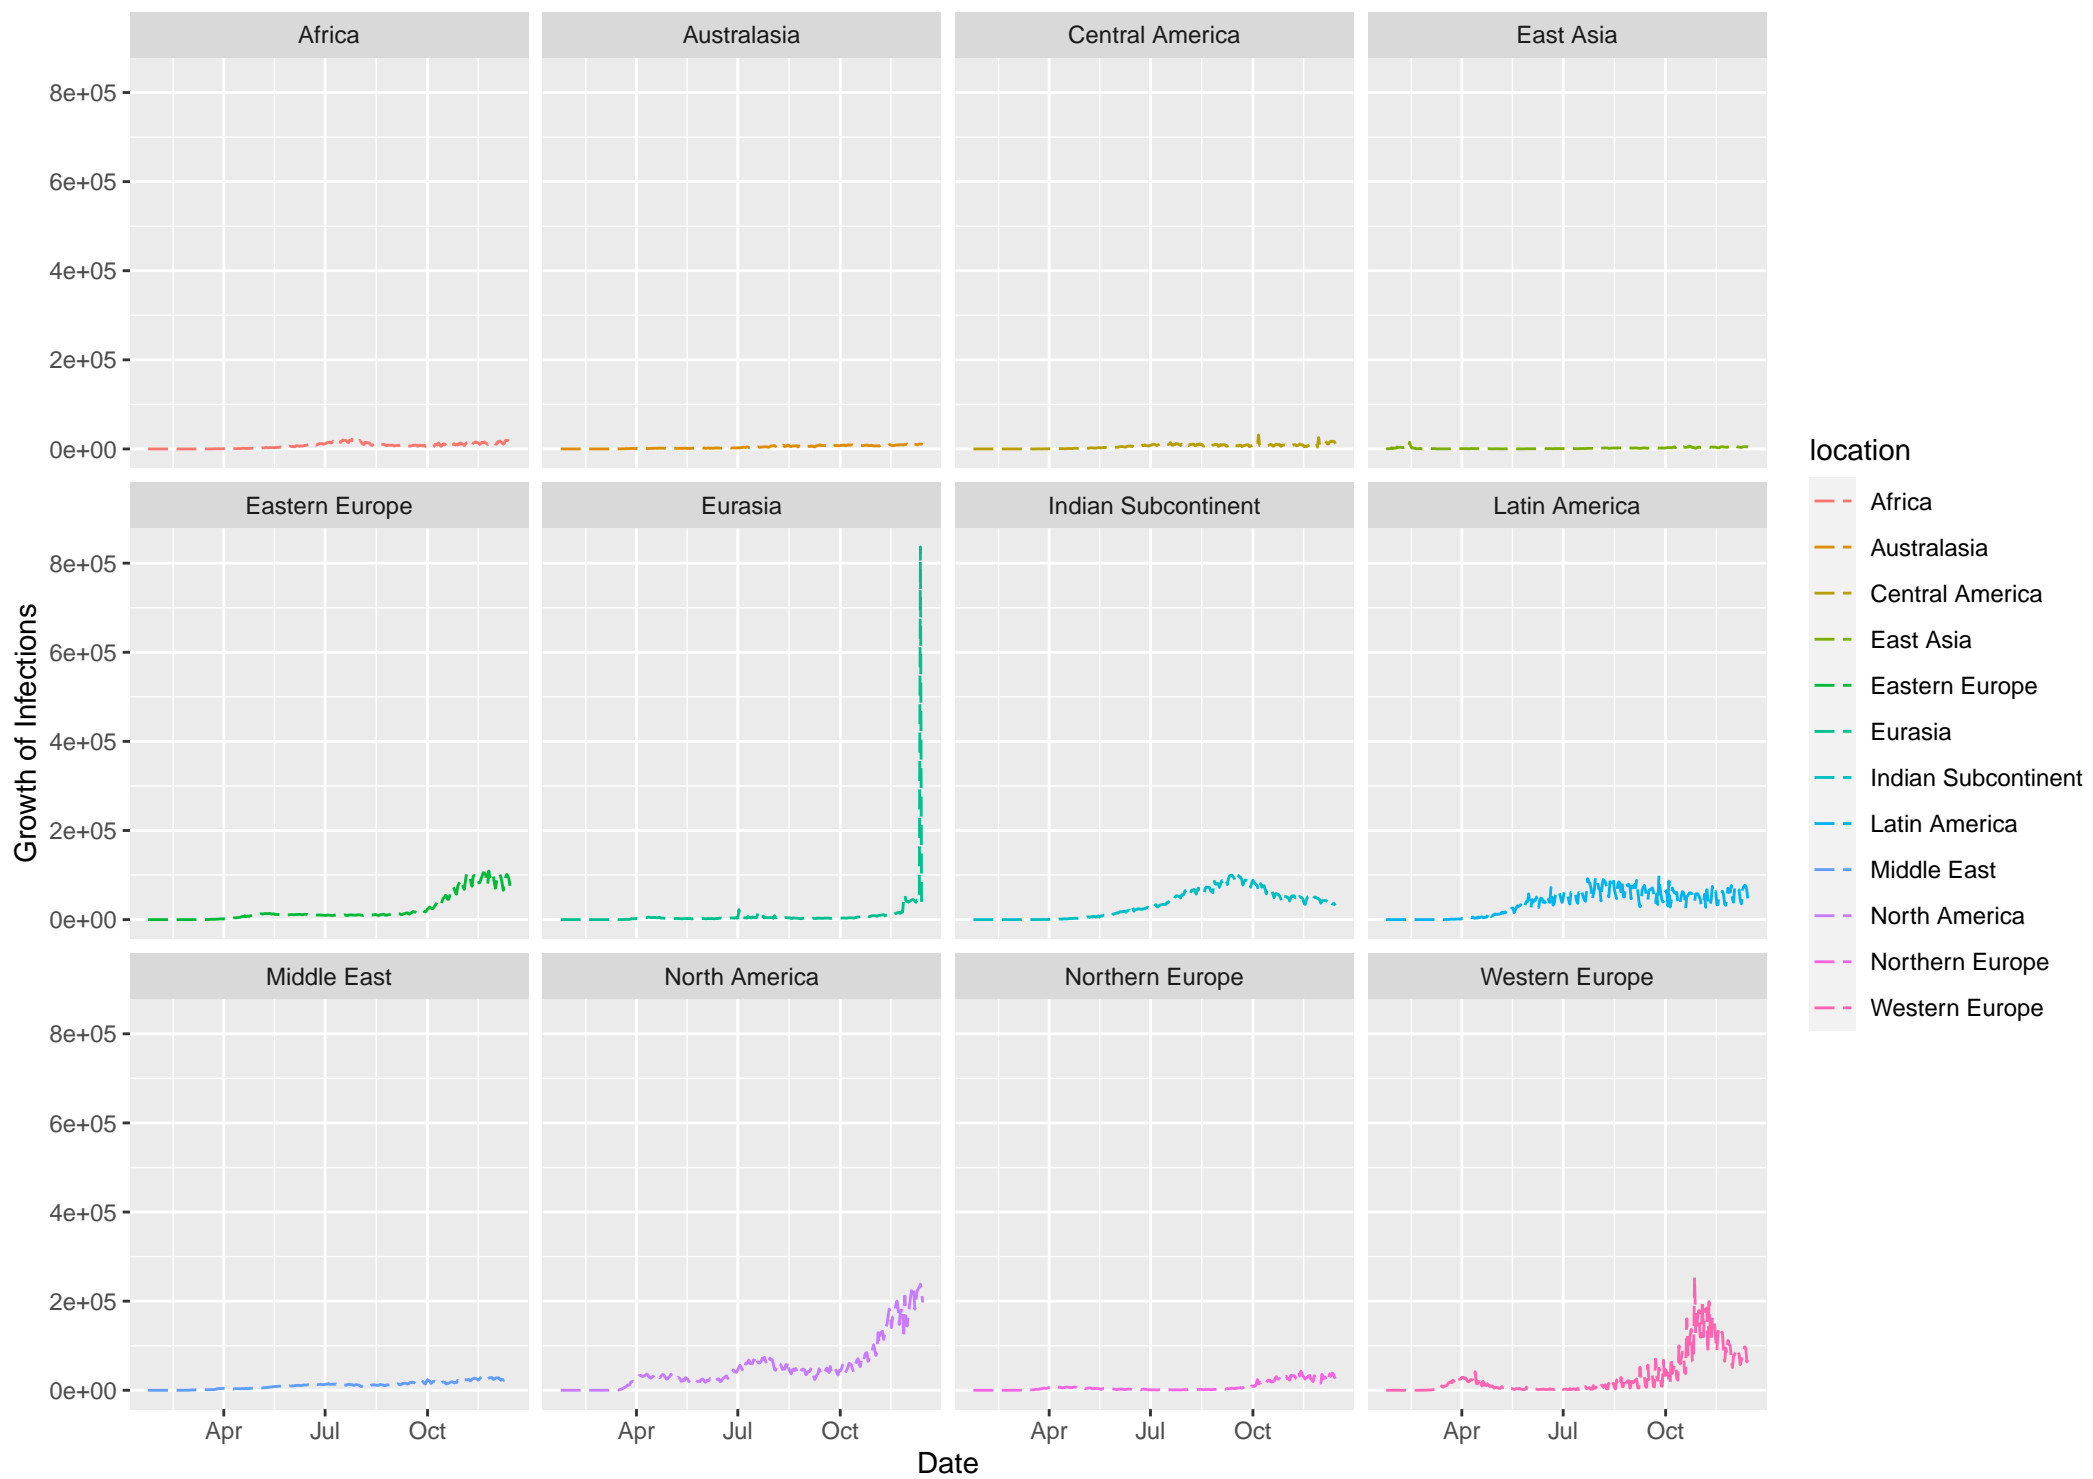 Africa
Australasia
Central America
East Asia
8e+05
6e+05
4e+05
2e+05
0e+00
Eastern Europe
Eurasia
Indian Subcontinent
Latin America
8e+05
6e+05
4e+05
2e+05
0e+00
Middle East
North America
Northern Europe
Western Europe
8e+05
6e+05
4e+05
2e+05
0e+00
Apr Jul Oct
Apr Jul Oct
Apr Jul Oct
Apr Jul Oct
Date
Growth of Infections
location
Africa
Australasia
Central America
East Asia
Eastern Europe
Eurasia
Indian Subcontinent
Latin America
Middle East
North America
Northern Europe
Western Europe